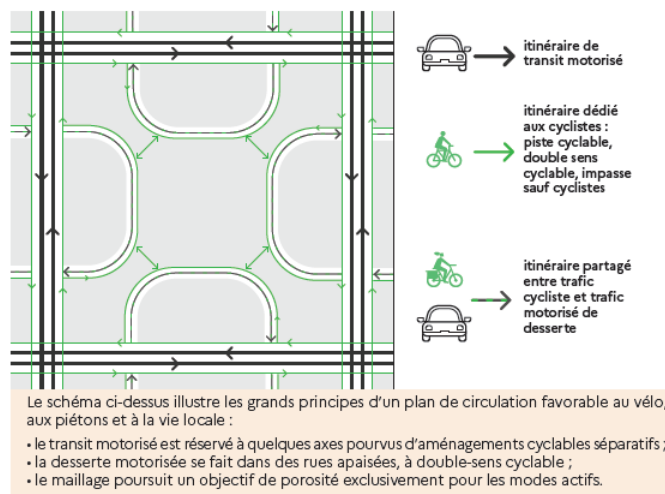 itinéraire de
transit motorisé
itinéraire dédié
aux cyclistes :
piste cyclable,
double sens
cyclable, impasse
sauf cyclistes
itinéraire partagé
entre trafic
cycliste et trafic
motorisé de
desserte
Le schéma ci-dessus illustre les grands principes d'un plan de circulation favorable au vélo,
aux piétons et à la vie locale :
• le transit motorisé est réservé à quelques axes pourvus d'aménagements cyclables séparatifs ;
• la desserte motorisée se fait dans des rues apaisées, à double-sens cyclable ;
• le maillage poursuit un objectif de porosité exclusivement pour les modes actifs.